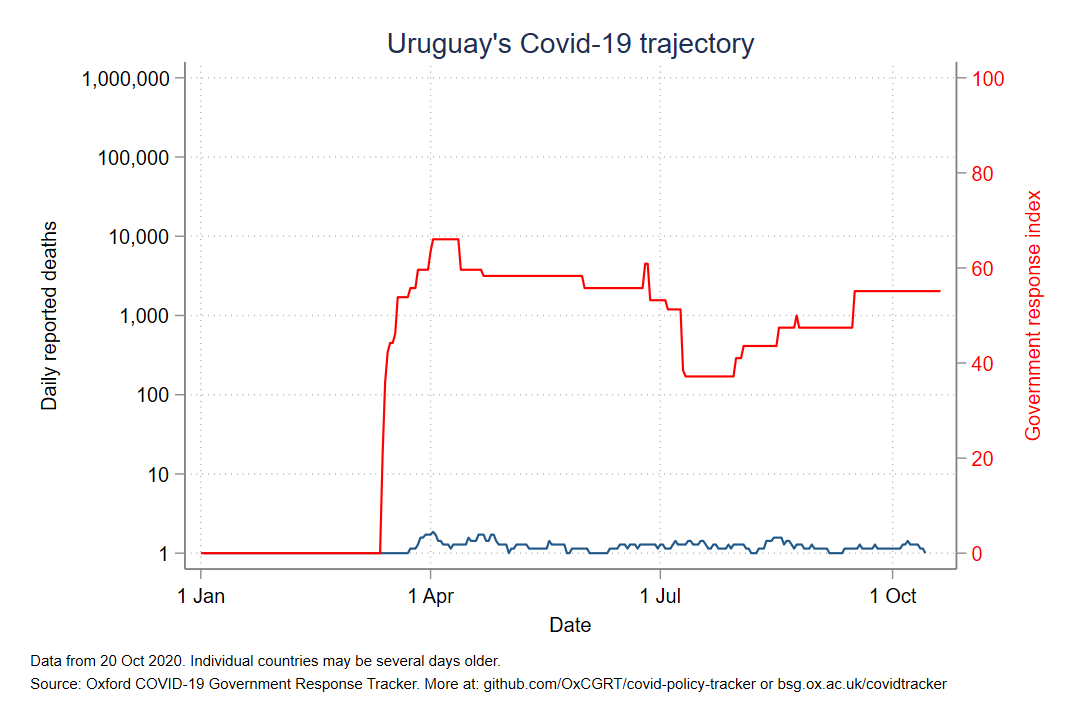 Uruguay's Covid-19 trajectory
1,000,000
100,000
10,000
1,000
100
10
1
Daily reported deaths
100
80
60
40
20
0
Government response index
1 Jan
1 Apr
1 Jul
1 Oct
Date
Data from 20 Oct 2020. Individual countries may be several days older.
Source: Oxford COVID-19 Government Response Tracker. More at: github.com/OxCGRT/covid-policy-tracker or bsg.ox.ac.uk/covidtracker